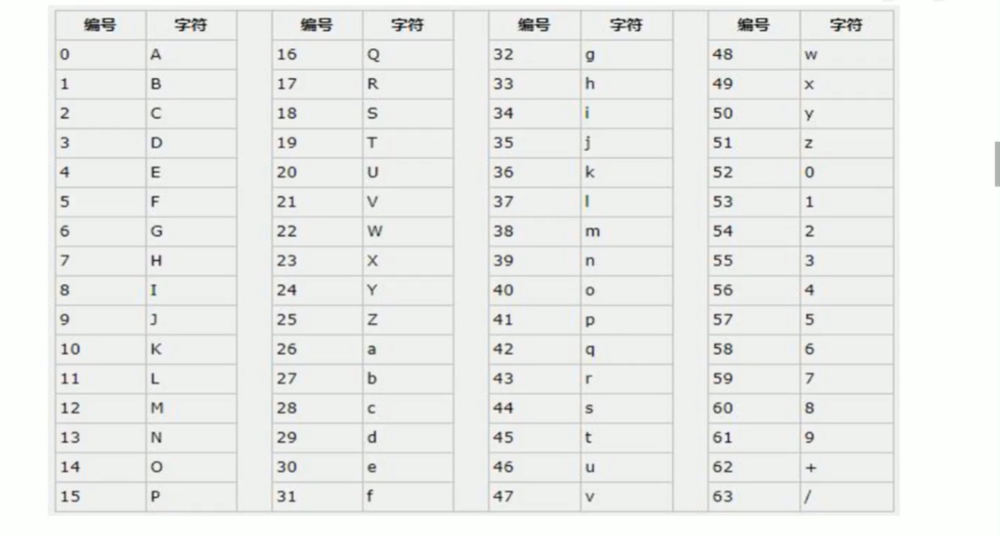 编号 字符 编号 字符 编号 字符 编号 字符
0 A 16 Q 32 g 48 w
1 B 17 R 33 h 49 x
2 C 18 S 34 i 50 y
3 D 19 T 35 j 51 z
4 E 20 U 36 k 52 0
5 F 21 V 37 l 53 1
6 G 22 W 38 m 54 2
7 H 23 X 39 n 55 3
8 I 24 Y 40 o 56 4
9 J 25 Z 41 p 57 5
10 K 26 a 42 q 58 6
11 L 27 b 43 r 59 7
12 M 28 c 44 s 60 8
13 N 29 d 45 t 61 9
14 O 30 e 46 u 62 +
15 P 31 f 47 v 63 /